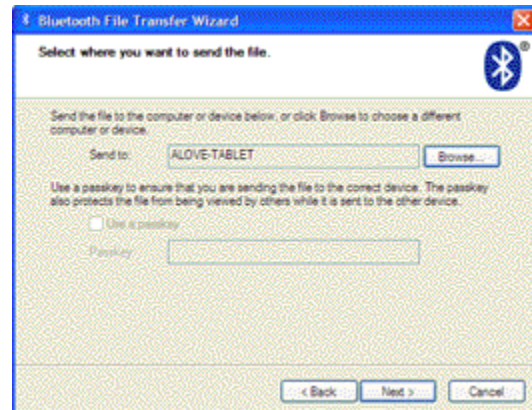 Bluetooth File Transfer Wizard
Select where you want to send the file.
®
Send the file to the computer or device below, or click Browse to choose a different
computer or device.
Send to: ALOVE-TABLET Browse...
Use a passkey to ensure that you are sending the file to the correct device. The passkey
also protects the file from being viewed by others while it is sent to the other device.
Use a passkey
Passkey:
< Back Next > Cancel